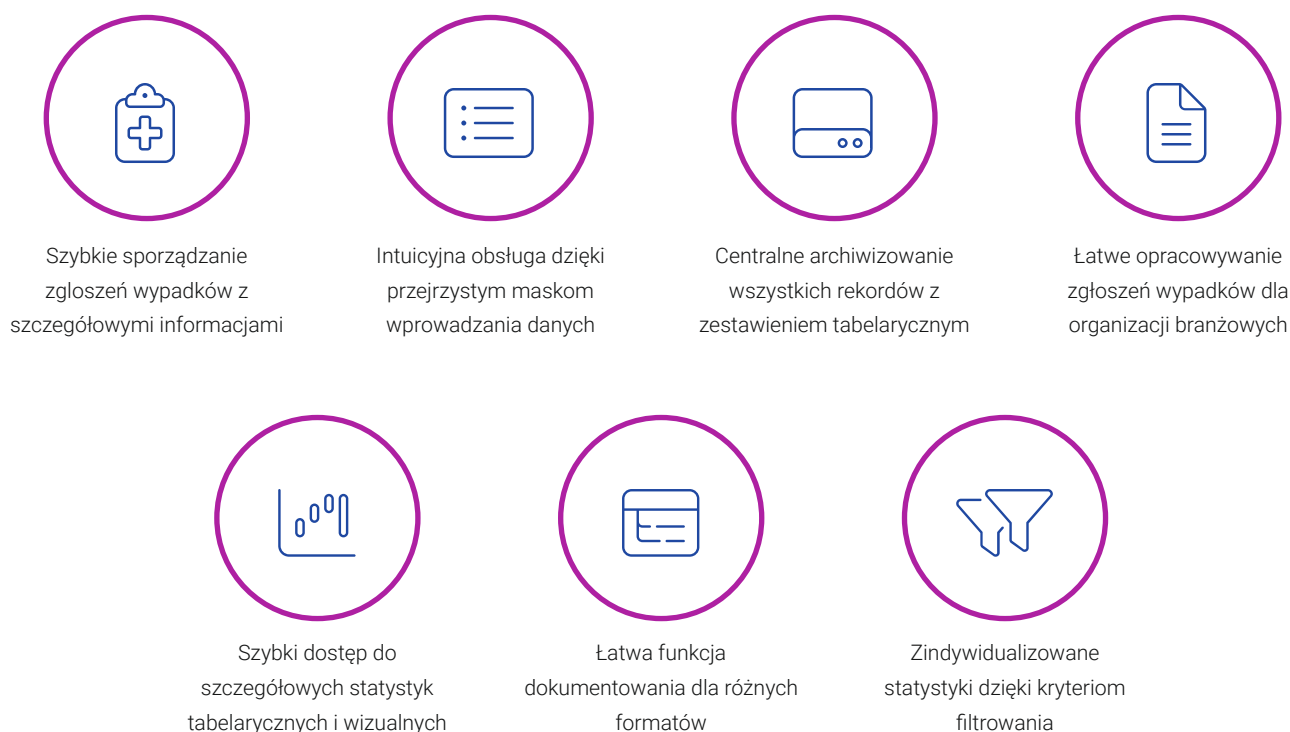 Szybkie sporządzanie
zgloszeń wypadków z
szczegółowymi informacjami
Intuicyjna obsługa dzięki
przejrzystym maskom
wprowadzania danych
Centralne archiwizowanie
wszystkich rekordów z
zestawieniem tabelarycznym
Łatwe opracowywanie
zgłoszeń wypadków dla
organizacji branżowych
Szybki dostęp do
szczegółowych statystyk
tabelarycznych i wizualnych
Łatwa funkcja
dokumentowania dla różnych
formatów
Zindywidualizowane
statystyki dzięki kryteriom
filtrowania